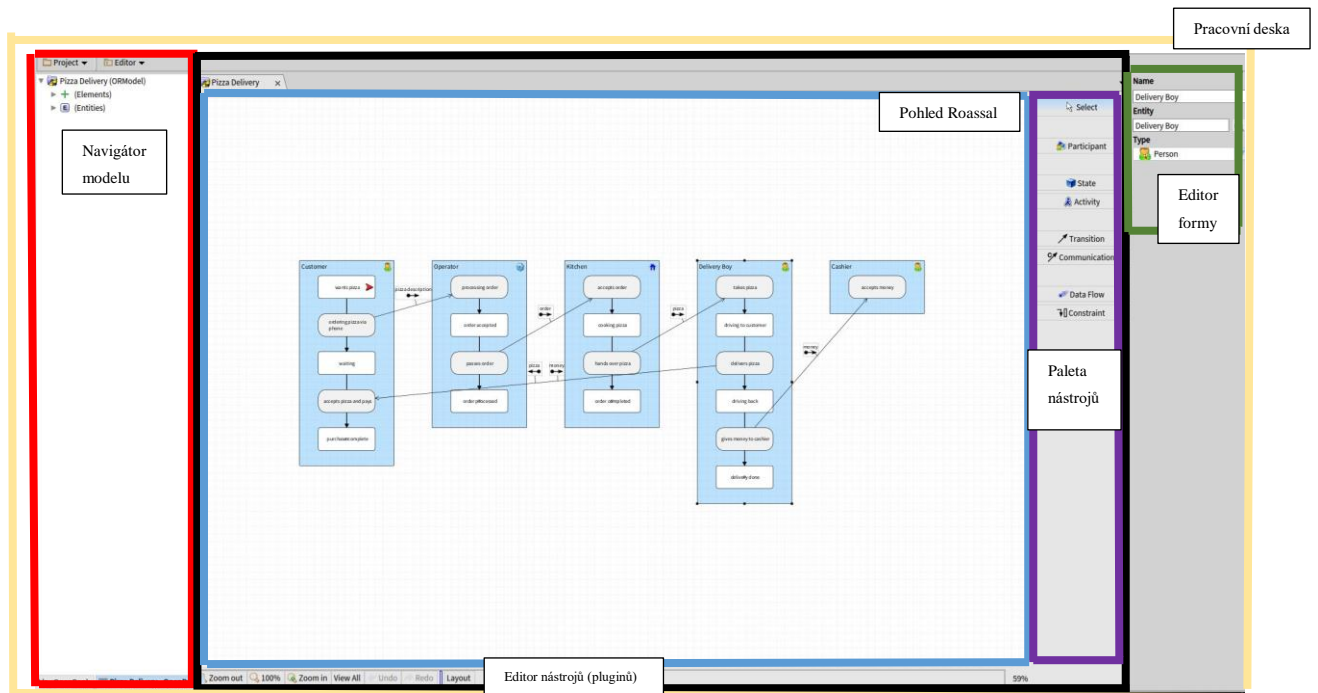 Pracovní deska
Project
Editor
Pizza Delivery (ORModel)
(Elements)
E (Entities)
Navigátor
modelu
Pizza Delivery x
Pohled Roassal
Select
Participant
State
Activity
Transition
Communication
Data Flow
Constraint
Paleta
nástrojů
Name
Delivery Boy
Entity
Delivery Boy
Type
Person
Editor
formy
Customer
wants pizza
ordering pizza via
phone
waiting
accepts pizza and pays
purchase complete
pizza description
Operator
processing order
order accepted
passes order
order processed
order
pizza
money
Kitchen
accepts order
cooking pizza
hands over pizza
order completed
pizza
Delivery Boy
takes pizza
driving to customer
delivers pizza
driving back
gives money to cashier
delivery done
money
Cashier
accepts money
Zoom out 100% Zoom in View All Undo Redo Layout
Editor nástrojů (pluginů)
59%